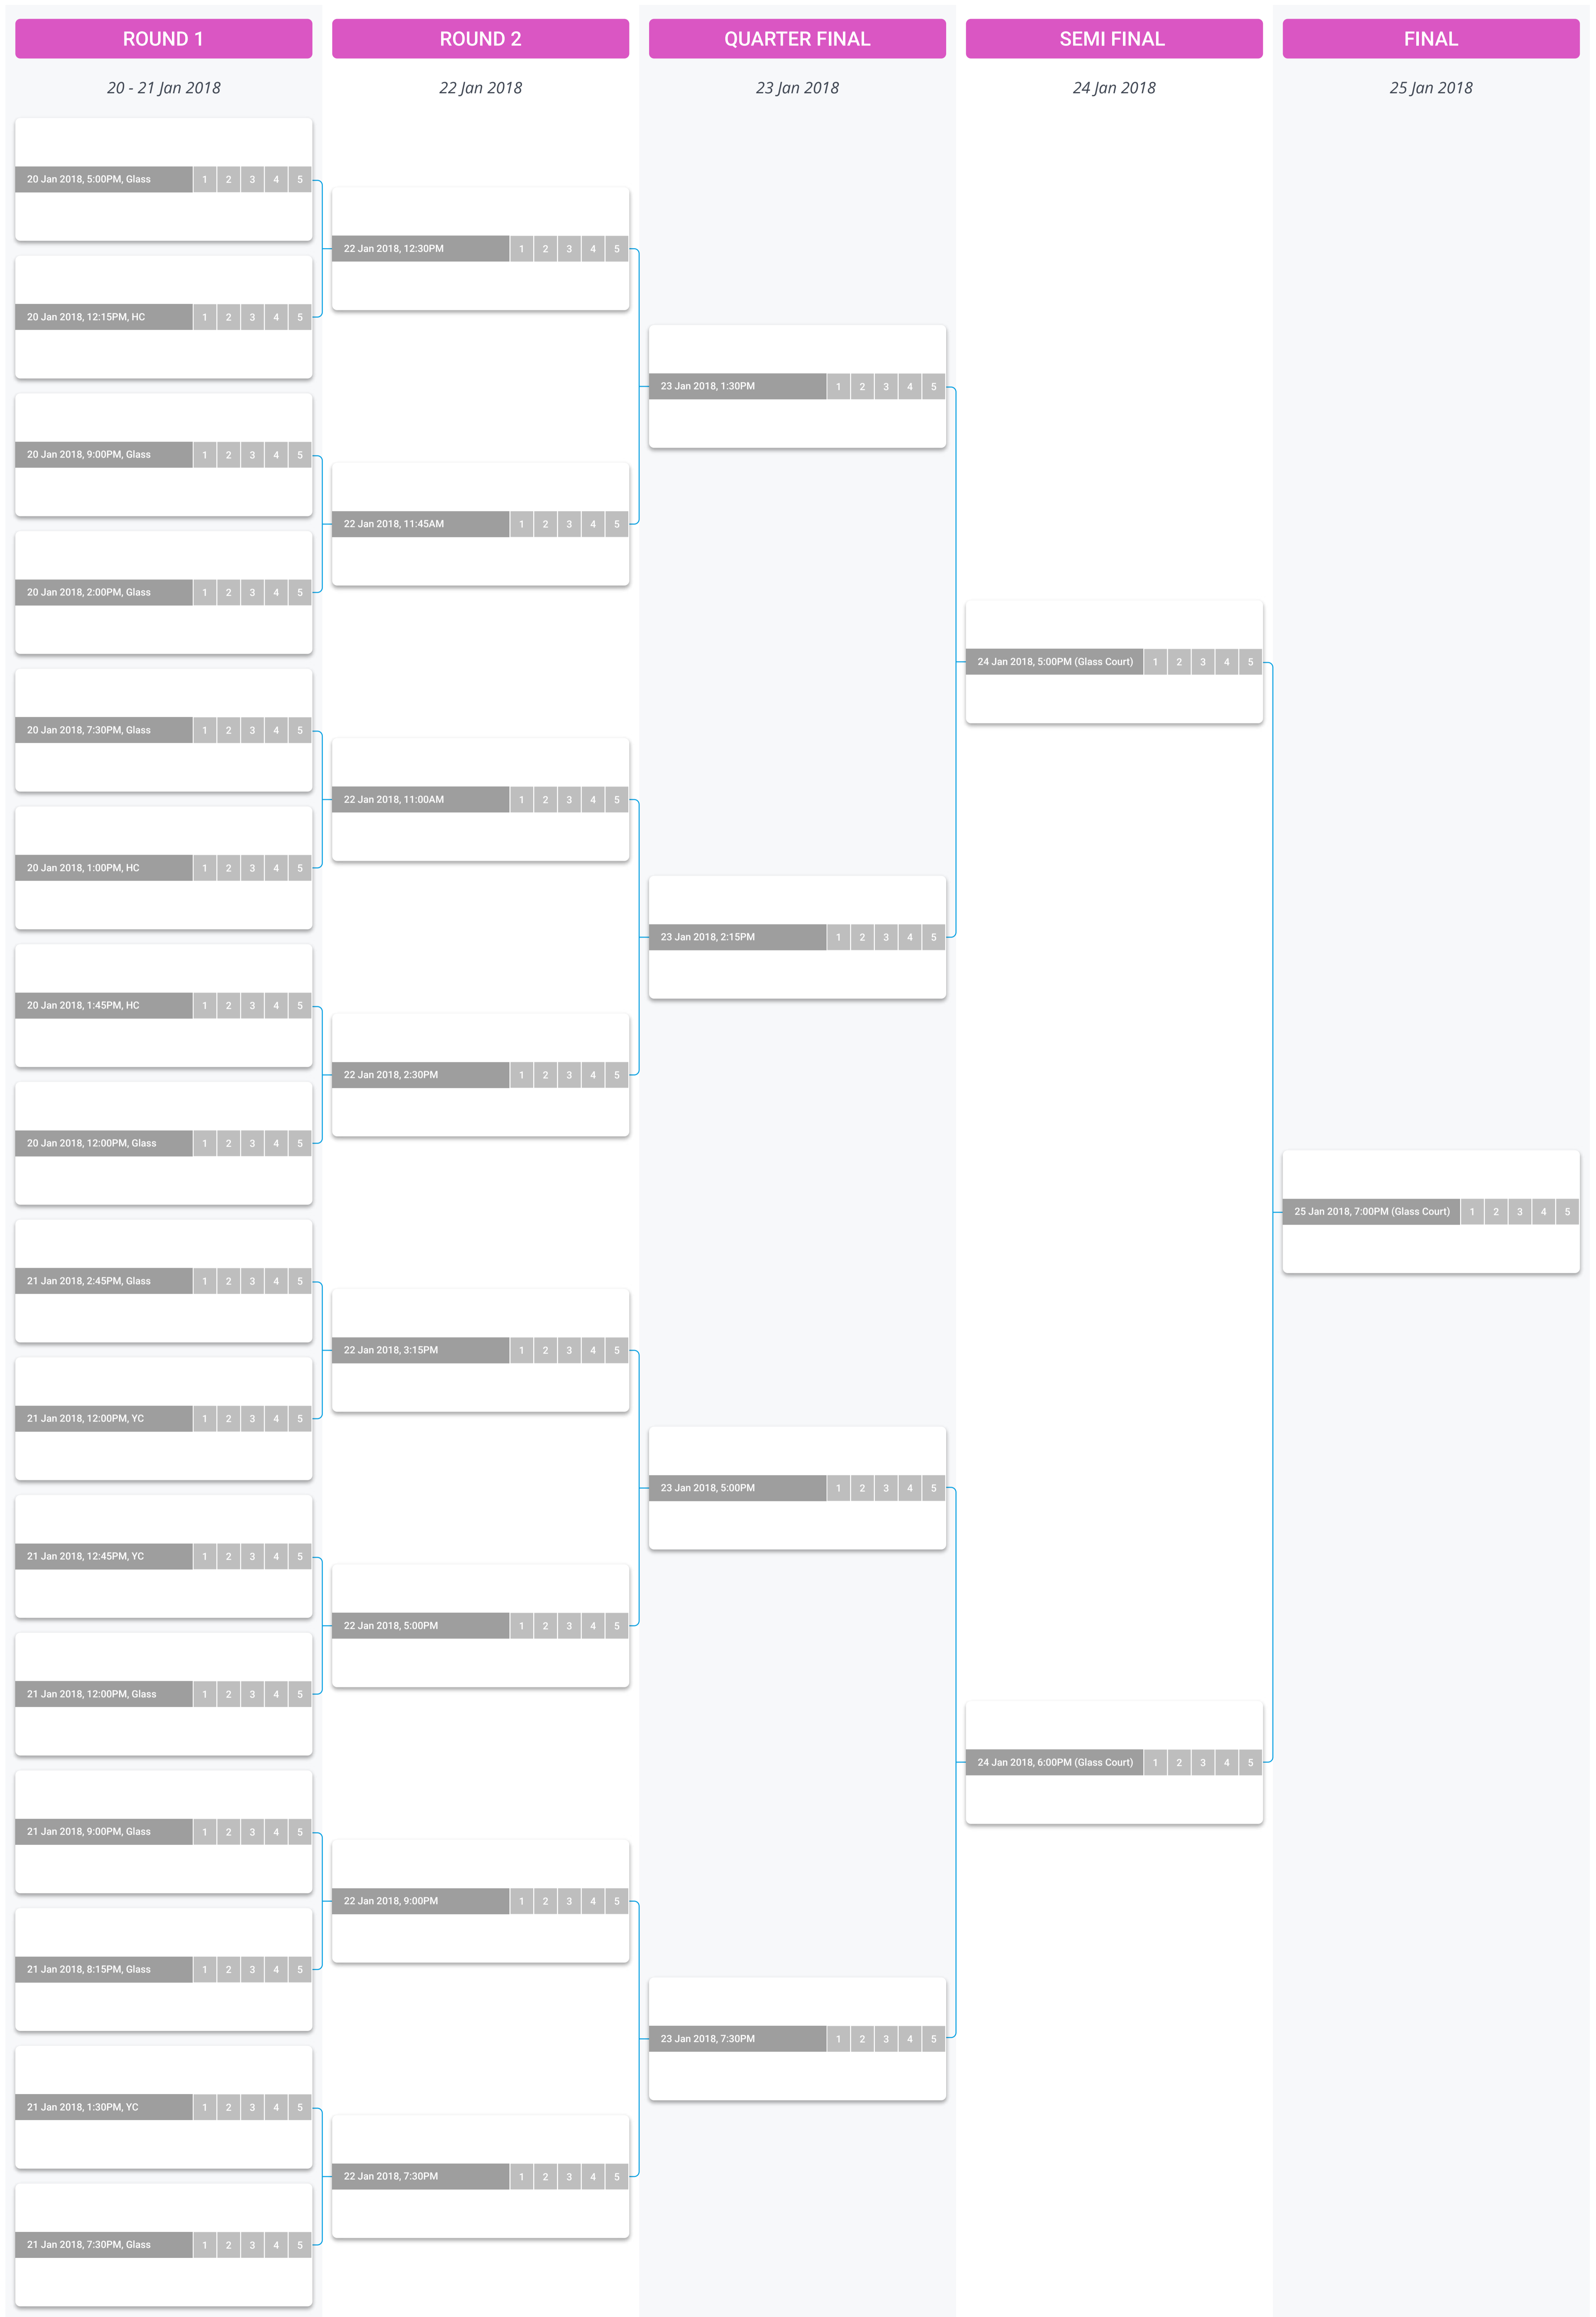 ROUND 1
20 - 21 Jan 2018
20 Jan 2018, 5:00PM, Glass 1 2 3 4 5
20 Jan 2018, 12:15PM, HC 1 2 3 4 5
20 Jan 2018, 9:00PM, Glass 1 2 3 4 5
20 Jan 2018, 2:00PM, Glass 1 2 3 4 5
20 Jan 2018, 7:30PM, Glass 1 2 3 4 5
20 Jan 2018, 1:00PM, HC 1 2 3 4 5
20 Jan 2018, 1:45PM, HC 1 2 3 4 5
20 Jan 2018, 12:00PM, Glass 1 2 3 4 5
21 Jan 2018, 2:45PM, Glass 1 2 3 4 5
21 Jan 2018, 12:00PM, YC 1 2 3 4 5
21 Jan 2018, 12:45PM, YC 1 2 3 4 5
21 Jan 2018, 12:00PM, Glass 1 2 3 4 5
21 Jan 2018, 9:00PM, Glass 1 2 3 4 5
21 Jan 2018, 8:15PM, Glass 1 2 3 4 5
21 Jan 2018, 1:30PM, YC 1 2 3 4 5
21 Jan 2018, 7:30PM, Glass 1 2 3 4 5
ROUND 2
22 Jan 2018
22 Jan 2018, 12:30PM 1 2 3 4 5
22 Jan 2018, 11:45AM 1 2 3 4 5
22 Jan 2018, 11:00AM 1 2 3 4 5
22 Jan 2018, 2:30PM 1 2 3 4 5
22 Jan 2018, 3:15PM 1 2 3 4 5
22 Jan 2018, 5:00PM 1 2 3 4 5
22 Jan 2018, 9:00PM 1 2 3 4 5
22 Jan 2018, 7:30PM 1 2 3 4 5
QUARTER FINAL
23 Jan 2018
23 Jan 2018, 1:30PM 1 2 3 4 5
23 Jan 2018, 2:15PM 1 2 3 4 5
23 Jan 2018, 5:00PM 1 2 3 4 5
23 Jan 2018, 7:30PM 1 2 3 4 5
SEMI FINAL
24 Jan 2018
24 Jan 2018, 5:00PM (Glass Court) 1 2 3 4 5
24 Jan 2018, 6:00PM (Glass Court) 1 2 3 4 5
FINAL
25 Jan 2018
25 Jan 2018, 7:00PM (Glass Court) 1 2 3 4 5